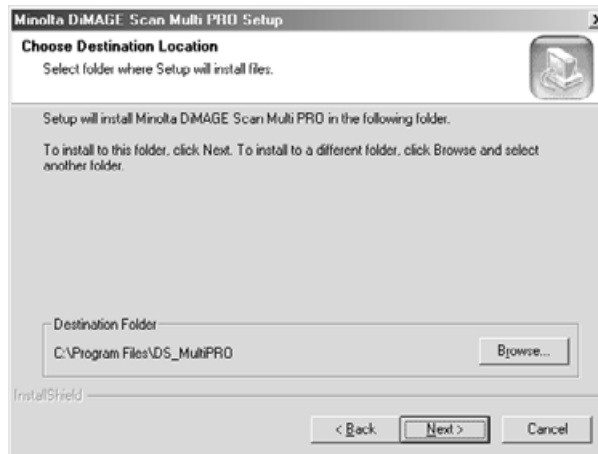 Minolta DiMAGE Scan Multi PRO Setup
Choose Destination Location
Select folder where Setup will install files.
Setup will install Minolta DiMAGE Scan Multi PRO in the following folder.
To install to this folder, click Next. To install to a different folder, click Browse and select
another folder.
Destination Folder
C:\Program Files\DS_MultiPRO
Browse...
InstallShield
< Back
Next >
Cancel